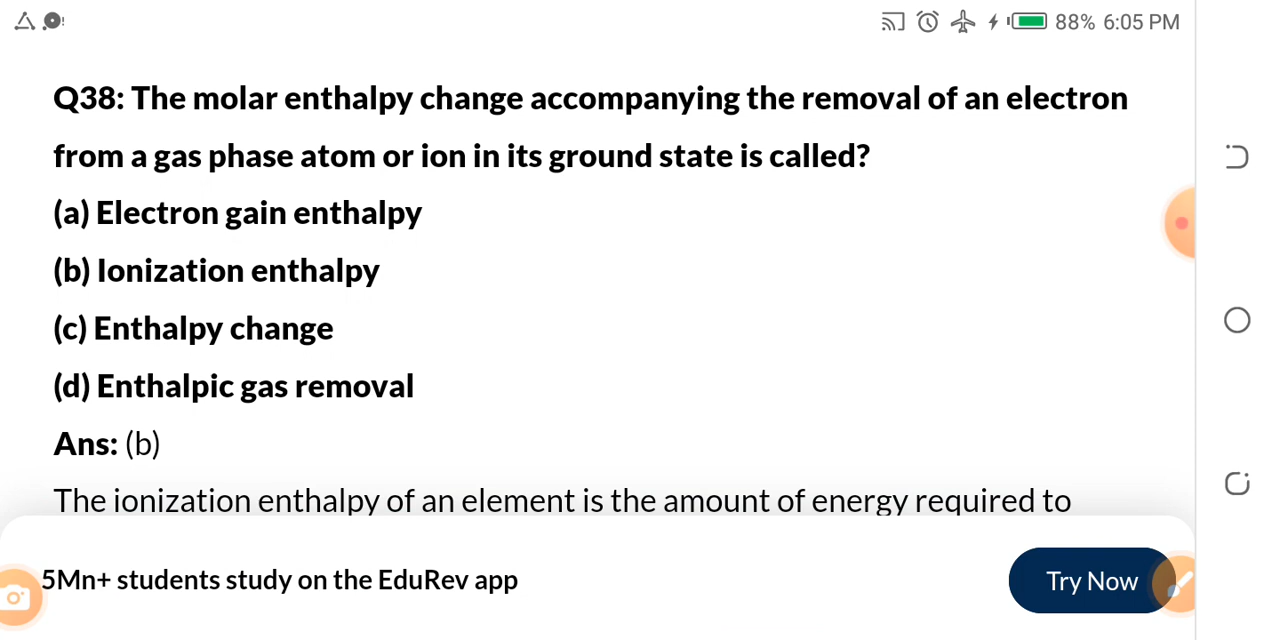 88% 6:05 PM
Q38: The molar enthalpy change accompanying the removal of an electron
from a gas phase atom or ion in its ground state is called?
(a) Electron gain enthalpy
(b) Ionization enthalpy
(c) Enthalpy change
(d) Enthalpic gas removal
Ans: (b)
The ionization enthalpy of an element is the amount of energy required to
5Mn+ students study on the EduRev app
Try Now